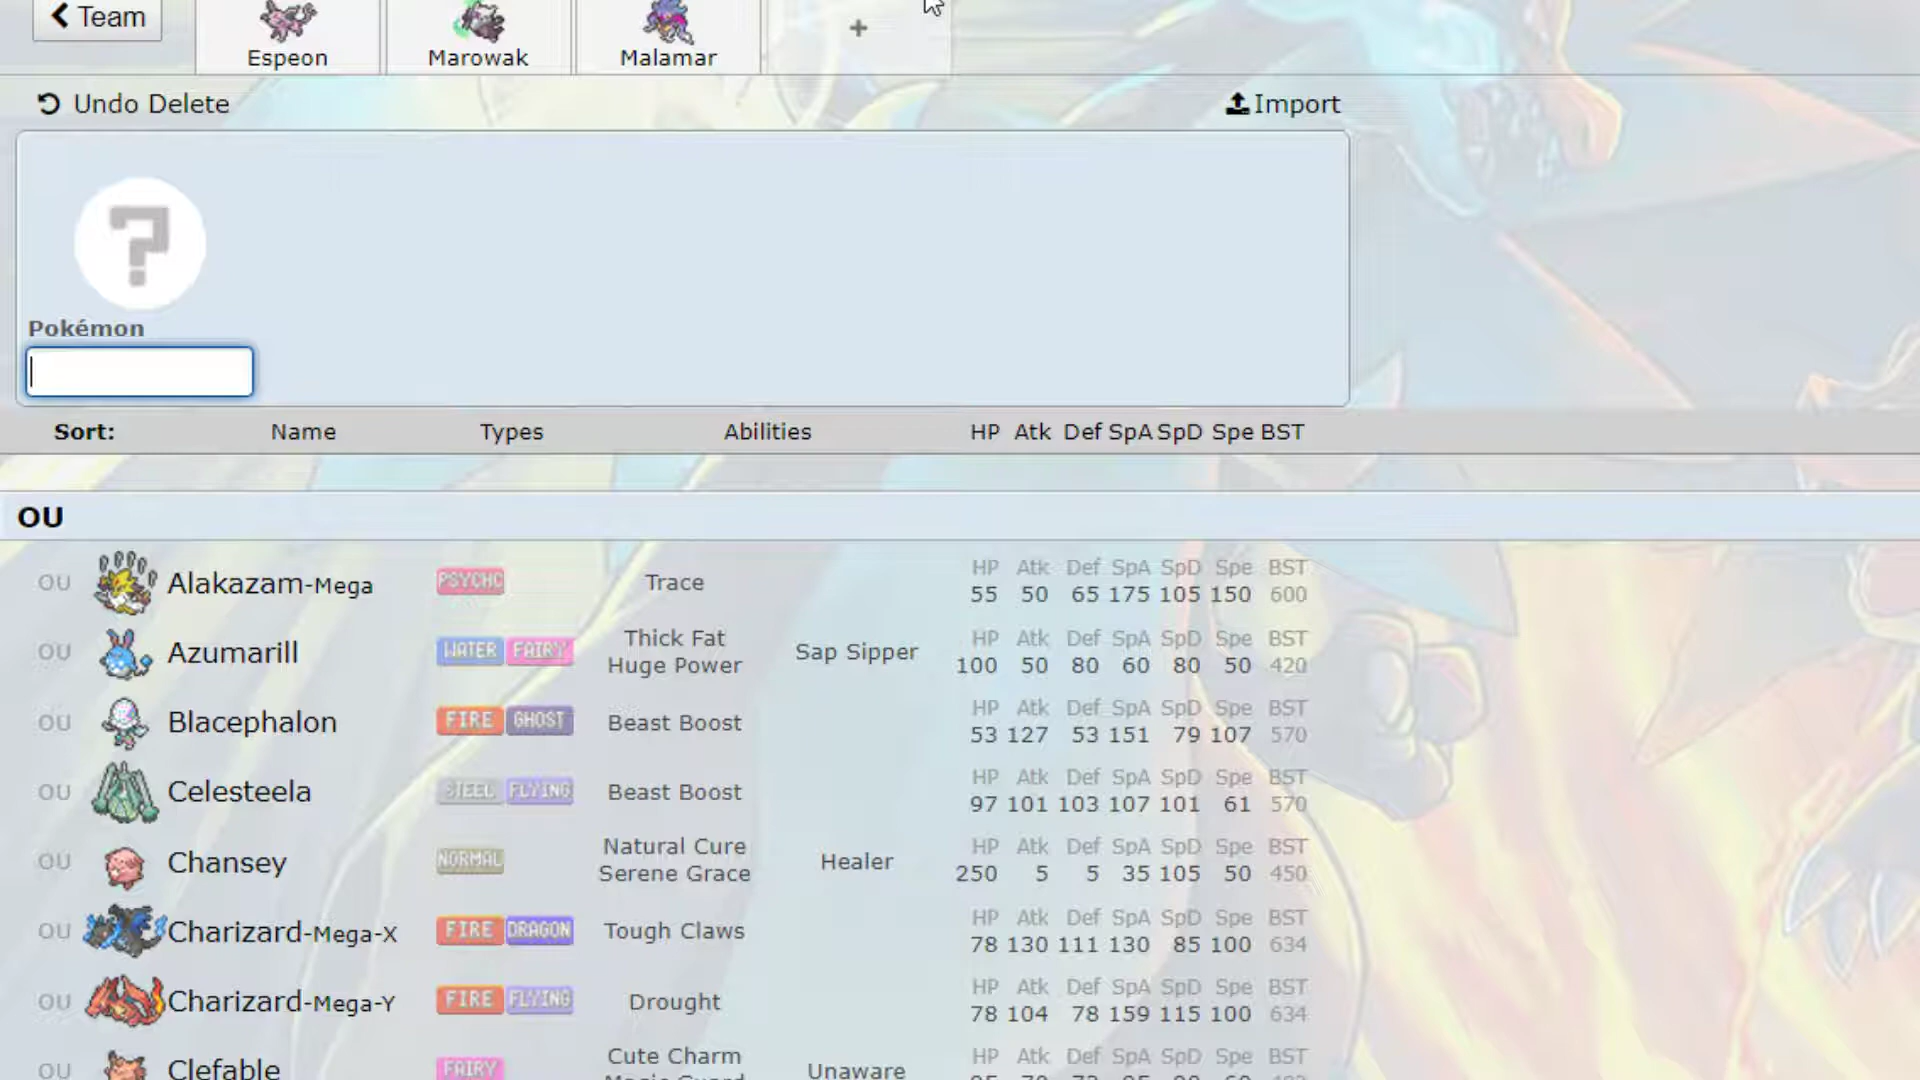 Team
Espeon
Marowak
Malamar
+
Undo Delete
Import
?
Pokémon
Sort: Name Types Abilities HP Atk Def SpA SpD Spe BST
OU
OU Alakazam-Mega PSYCHC Trace HP Atk Def SpA SpD Spe BST
55 50 65 175 105 150 600
OU Azumarill WATER FAIRY Thick Fat Huge Power Sap Sipper HP Atk Def SpA SpD Spe BST
100 50 80 60 80 50 420
OU Blacephalon FIRE GHOST Beast Boost HP Atk Def SpA SpD Spe BST
53 127 53 151 79 107 570
OU Celesteela STEEL FLYING Beast Boost HP Atk Def SpA SpD Spe BST
97 101 103 107 101 61 570
OU Chansey NORMAL Natural Cure Serene Grace Healer HP Atk Def SpA SpD Spe BST
250 5 5 35 105 50 450
OU Charizard-Mega-X FIRE DRAGON Tough Claws HP Atk Def SpA SpD Spe BST
78 130 111 130 85 100 634
OU Charizard-Mega-Y FIRE FLYING Drought HP Atk Def SpA SpD Spe BST
78 104 78 159 115 100 634
OU Clefable FAIRY Cute Charm Unaware HP Atk Def SpA SpD Spe BST